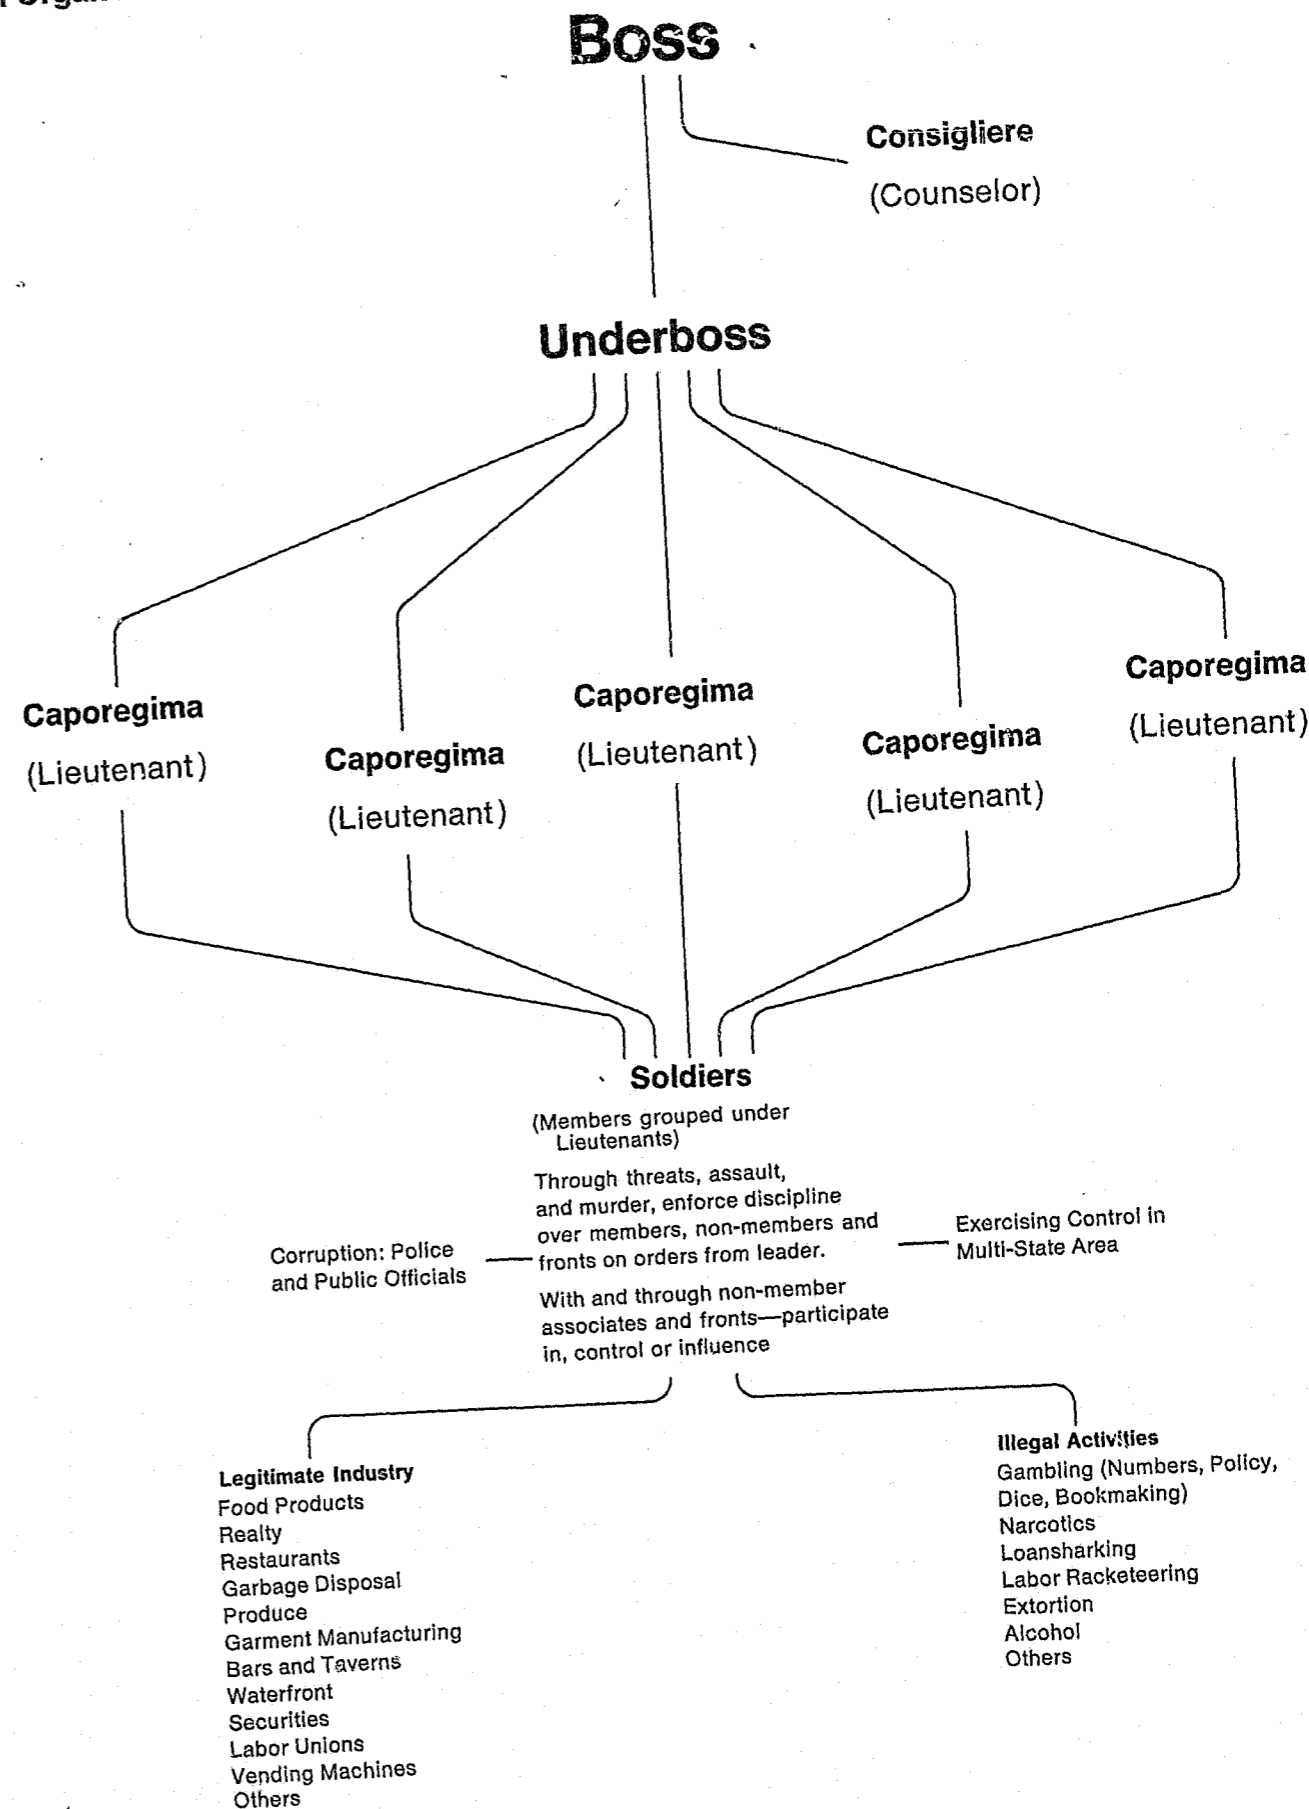 Boss
Consigliere
(Counselor)
Underboss
Caporegima
(Lieutenant)
Caporegima
(Lieutenant)
Caporegima
(Lieutenant)
Caporegima
(Lieutenant)
Caporegima
(Lieutenant)
Soldiers
(Members grouped under
Lieutenants)
Through threats, assault,
and murder, enforce discipline
over members, non-members and
fronts on orders from leader.
Corruption: Police
and Public Officials
Exercising Control in
Multi-State Area
With and through non-member
associates and fronts—participate
in, control or influence
Legitimate Industry
Food Products
Realty
Restaurants
Garbage Disposal
Produce
Garment Manufacturing
Bars and Taverns
Waterfront
Securities
Labor Unions
Vending Machines
Others
Illegal Activities
Gambling (Numbers, Policy,
Dice, Bookmaking)
Narcotics
Loansharking
Labor Racketeering
Extortion
Alcohol
Others